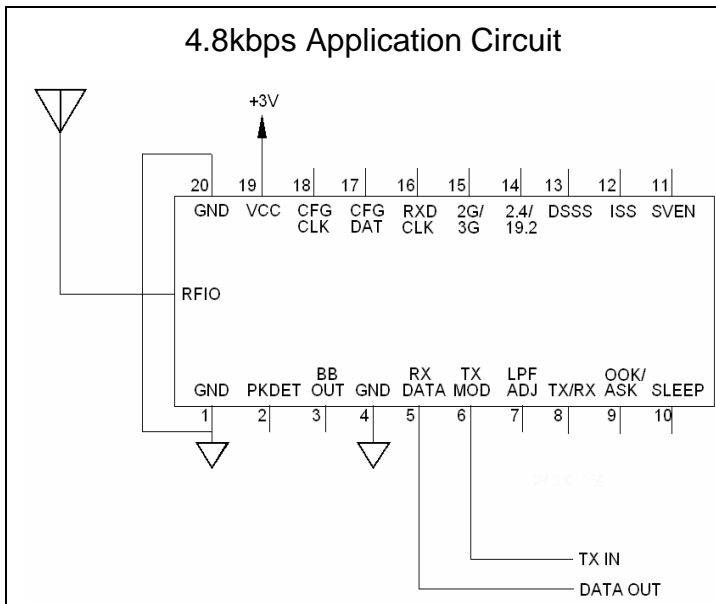 4.8kbps Application Circuit
+3V
20 19 18 17 16 15 14 13 12 11
GND VCC CFG CFG RXD 2G/ 2.4/ DSSS ISS SVEN
CLK DAT CLK 3G 19.2
RFIO
BB RX TX LPF OOK/
GND PKDET OUT GND DATA MOD ADJ TX/RX ASK SLEEP
1 2 3 4 5 6 7 8 9 10
TX IN
DATA OUT